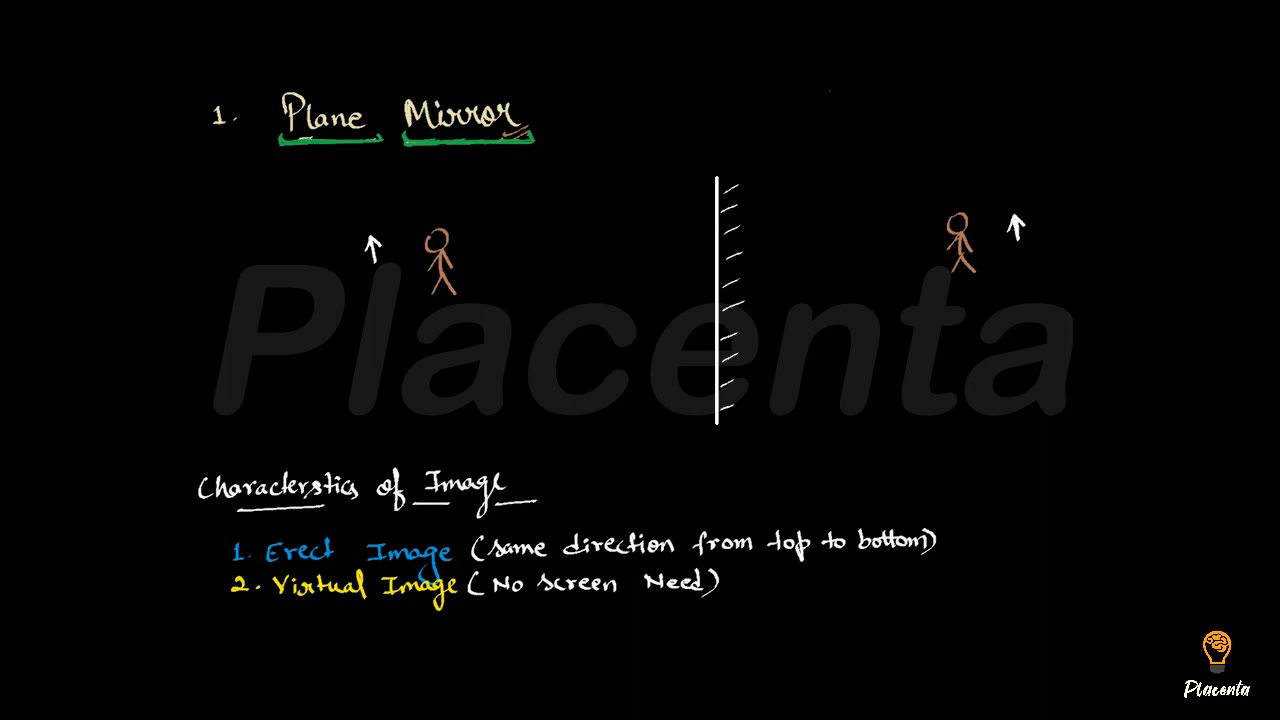 1. Plane Mirror
Placenta
Characterstics of Image
1. Erect Image (same direction from top to bottom)
2. Virtual Image (No screen Need)
Placenta